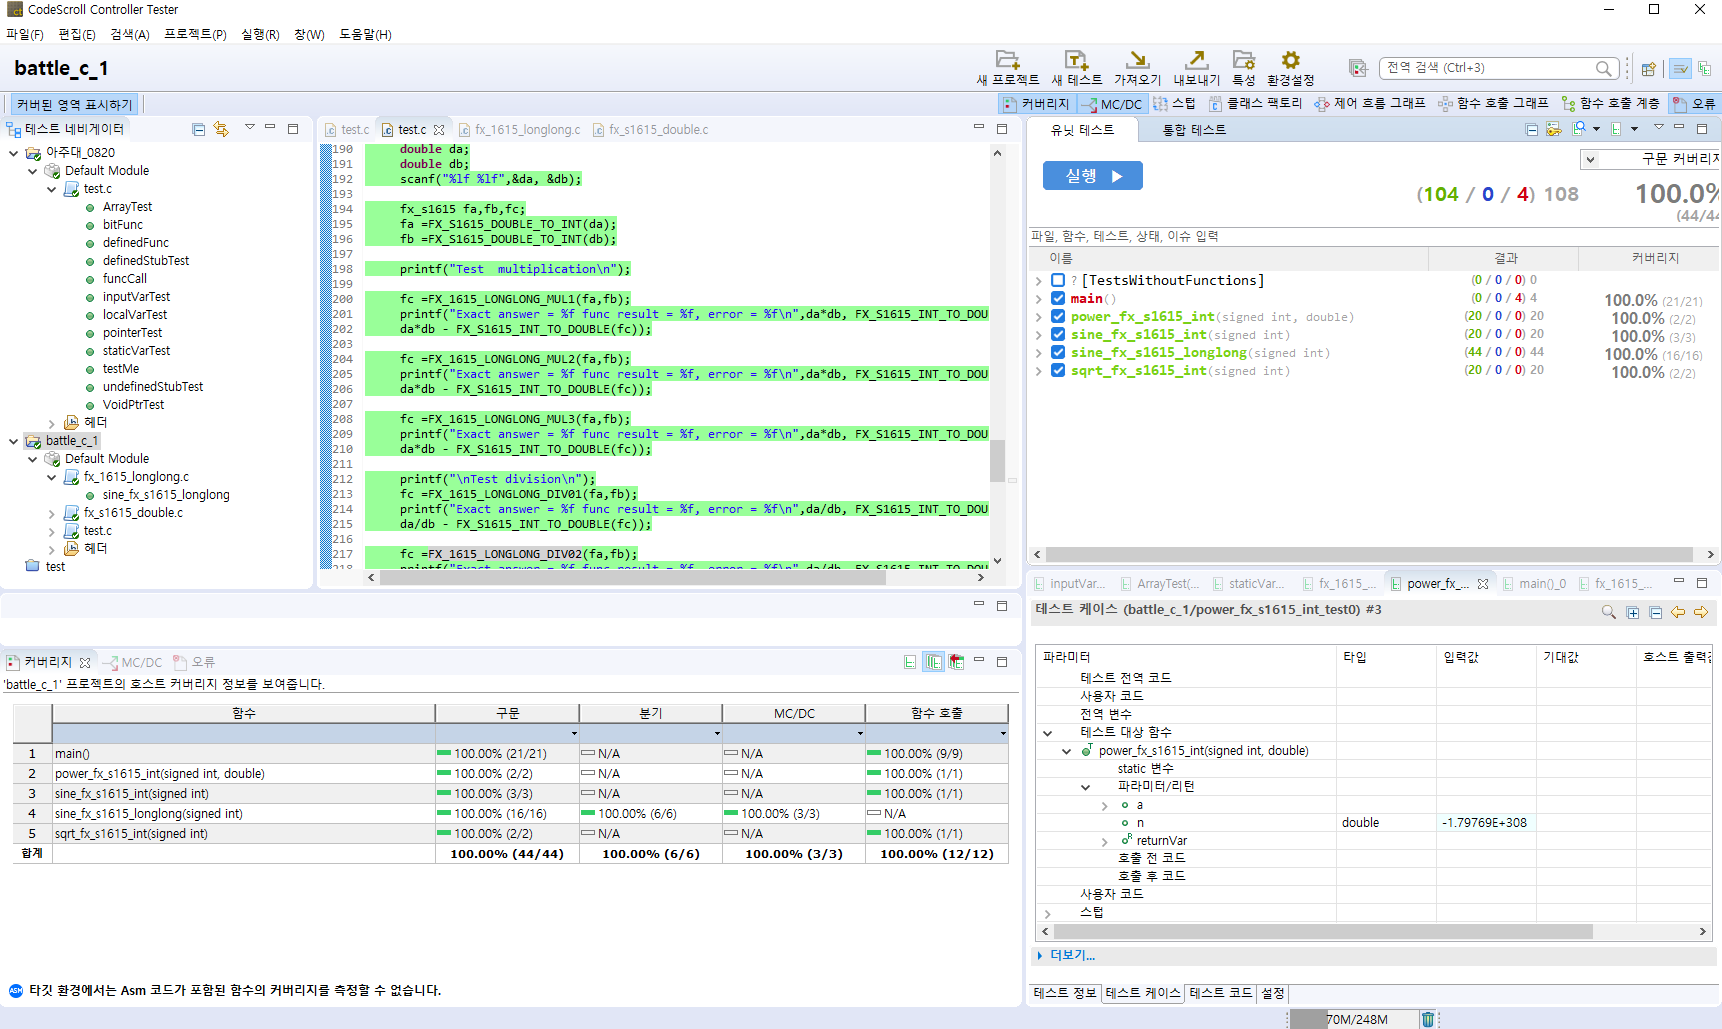 CodeScroll Controller Tester
파일(F) 편집(E) 검색(A) 프로젝트(P) 실행(R) 창(W) 도움말(H)
battle_c_1
새 프로젝트 새 테스트 가져오기 내보내기 특성 환경설정
전역 검색 (Ctrl+3)
커버된 영역 표시하기
커버리지 MC/DC 스텁 클래스 팩토리 제어 흐름 그래프 함수 호출 그래프 함수 호출 계층 오류
테스트 네비게이터
아주대_0820
Default Module
test.c
ArrayTest
bitFunc
definedFunc
definedStubTest
funcCall
inputVarTest
localVarTest
pointerTest
staticVarTest
testMe
undefinedStubTest
VoidPtrTest
헤더
battle_c_1
Default Module
fx_1615_longlong.c
sine_fx_s1615_longlong
fx_s1615_double.c
test.c
헤더
test
test.c test.c fx_1615_longlong.c fx_s1615_double.c
190 double da;
191 double db;
192 scanf("%lf %lf",&da, &db);
193
194 fx_s1615 fa,fb,fc;
195 fa =FX_S1615_DOUBLE_TO_INT(da);
196 fb =FX_S1615_DOUBLE_TO_INT(db);
197
198 printf("Test  multiplication\n");
199
200 fc =FX_1615_LONGLONG_MUL1(fa,fb);
201 printf("Exact answer = %f func result = %f, error = %f\n",da*db, FX_S1615_INT_TO_DOU
202 da*db - FX_S1615_INT_TO_DOUBLE(fc));
203
204 fc =FX_1615_LONGLONG_MUL2(fa,fb);
205 printf("Exact answer = %f func result = %f, error = %f\n",da*db, FX_S1615_INT_TO_DOU
206 da*db - FX_S1615_INT_TO_DOUBLE(fc));
207
208 fc =FX_1615_LONGLONG_MUL3(fa,fb);
209 printf("Exact answer = %f func result = %f, error = %f\n",da*db, FX_S1615_INT_TO_DOU
210 da*db - FX_S1615_INT_TO_DOUBLE(fc));
211
212 printf("\nTest division\n");
213 fc =FX_1615_LONGLONG_DIV01(fa,fb);
214 printf("Exact answer = %f func result = %f, error = %f\n",da/db, FX_S1615_INT_TO_DOU
215 da/db - FX_S1615_INT_TO_DOUBLE(fc));
216
217 fc =FX_1615_LONGLONG_DIV02(fa,fb);
218 printf("Exact answer = %f func result = %f, error = %f\n",da/db, FX_S1615_INT_TO_DOU
유닛 테스트 통합 테스트
구문 커버리지
실행
(104 / 0 / 4) 108 100.0%
(44/44
파일, 함수, 테스트, 상태, 이슈 입력
이름 결과 커버리지
? [TestsWithoutFunctions] (0 / 0 / 0) 0
main() (0 / 0 / 4) 4 100.0% (21/21)
power_fx_s1615_int(signed int, double) (20 / 0 / 0) 20 100.0% (2/2)
sine_fx_s1615_int(signed int) (20 / 0 / 0) 20 100.0% (3/3)
sine_fx_s1615_longlong(signed int) (44 / 0 / 0) 44 100.0% (16/16)
sqrt_fx_s1615_int(signed int) (20 / 0 / 0) 20 100.0% (2/2)
inputVar... ArrayTest(... staticVar... fx_1615_... power_fx_... main()_0 fx_1615_...
테스트 케이스 (battle_c_1/power_fx_s1615_int_test0) #3
파라미터 타입 입력값 기대값 호스트 출력값
테스트 전역 코드
사용자 코드
전역 변수
테스트 대상 함수
power_fx_s1615_int(signed int, double)
static 변수
파라미터/리턴
a
n double -1.79769E+308
returnVar
호출 전 코드
호출 후 코드
사용자 코드
스텁
더보기...
테스트 정보 테스트 케이스 테스트 코드 설정
커버리지 MC/DC 오류
'battle_c_1' 프로젝트의 호스트 커버리지 정보를 보여줍니다.
함수 구문 분기 MC/DC 함수 호출
1 main() 100.00% (21/21) N/A N/A 100.00% (9/9)
2 power_fx_s1615_int(signed int, double) 100.00% (2/2) N/A N/A 100.00% (1/1)
3 sine_fx_s1615_int(signed int) 100.00% (3/3) N/A N/A 100.00% (1/1)
4 sine_fx_s1615_longlong(signed int) 100.00% (16/16) 100.00% (6/6) 100.00% (3/3) N/A
5 sqrt_fx_s1615_int(signed int) 100.00% (2/2) N/A N/A 100.00% (1/1)
합계 100.00% (44/44) 100.00% (6/6) 100.00% (3/3) 100.00% (12/12)
ASM 타깃 환경에서는 Asm 코드가 포함된 함수의 커버리지를 측정할 수 없습니다.
70M/248M